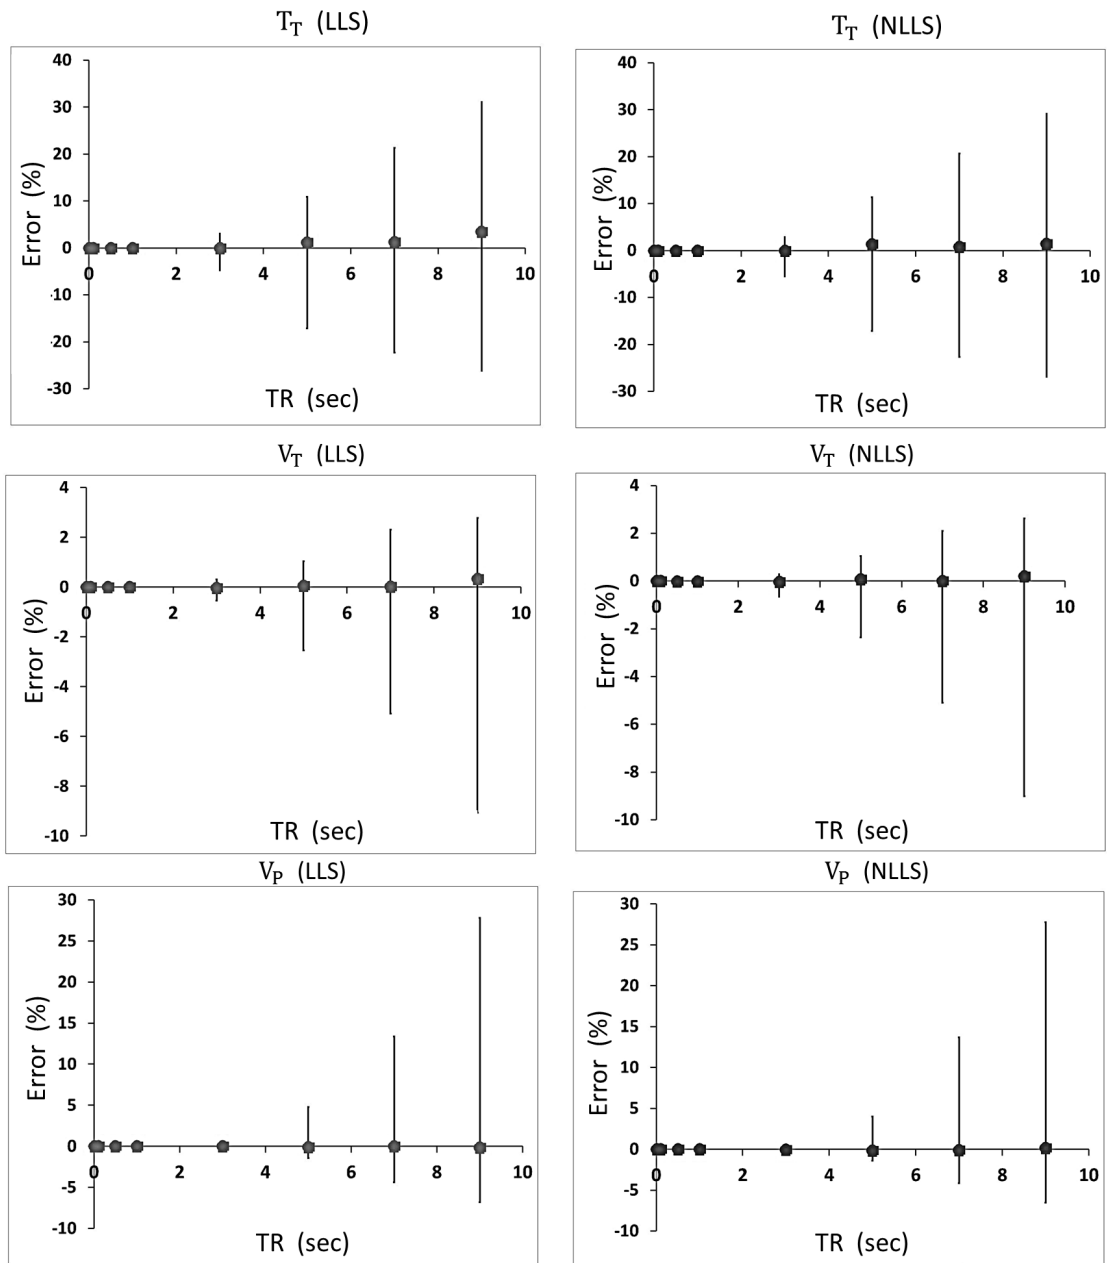 T_T (LLS)
T_T (NLLS)
40
30
20
10
0
-10
-20
-30
0 2 4 6 8 10
Error (%)
TR (sec)
40
30
20
10
0
-10
-20
-30
0 2 4 6 8 10
Error (%)
TR (sec)
V_T (LLS)
V_T (NLLS)
4
2
0
-2
-4
-6
-8
-10
0 2 4 6 8 10
Error (%)
TR (sec)
4
2
0
-2
-4
-6
-8
-10
0 2 4 6 8 10
Error (%)
TR (sec)
V_P (LLS)
V_P (NLLS)
30
25
20
15
10
5
0
-5
-10
0 2 4 6 8 10
Error (%)
TR (sec)
30
25
20
15
10
5
0
-5
-10
0 2 4 6 8 10
Error (%)
TR (sec)